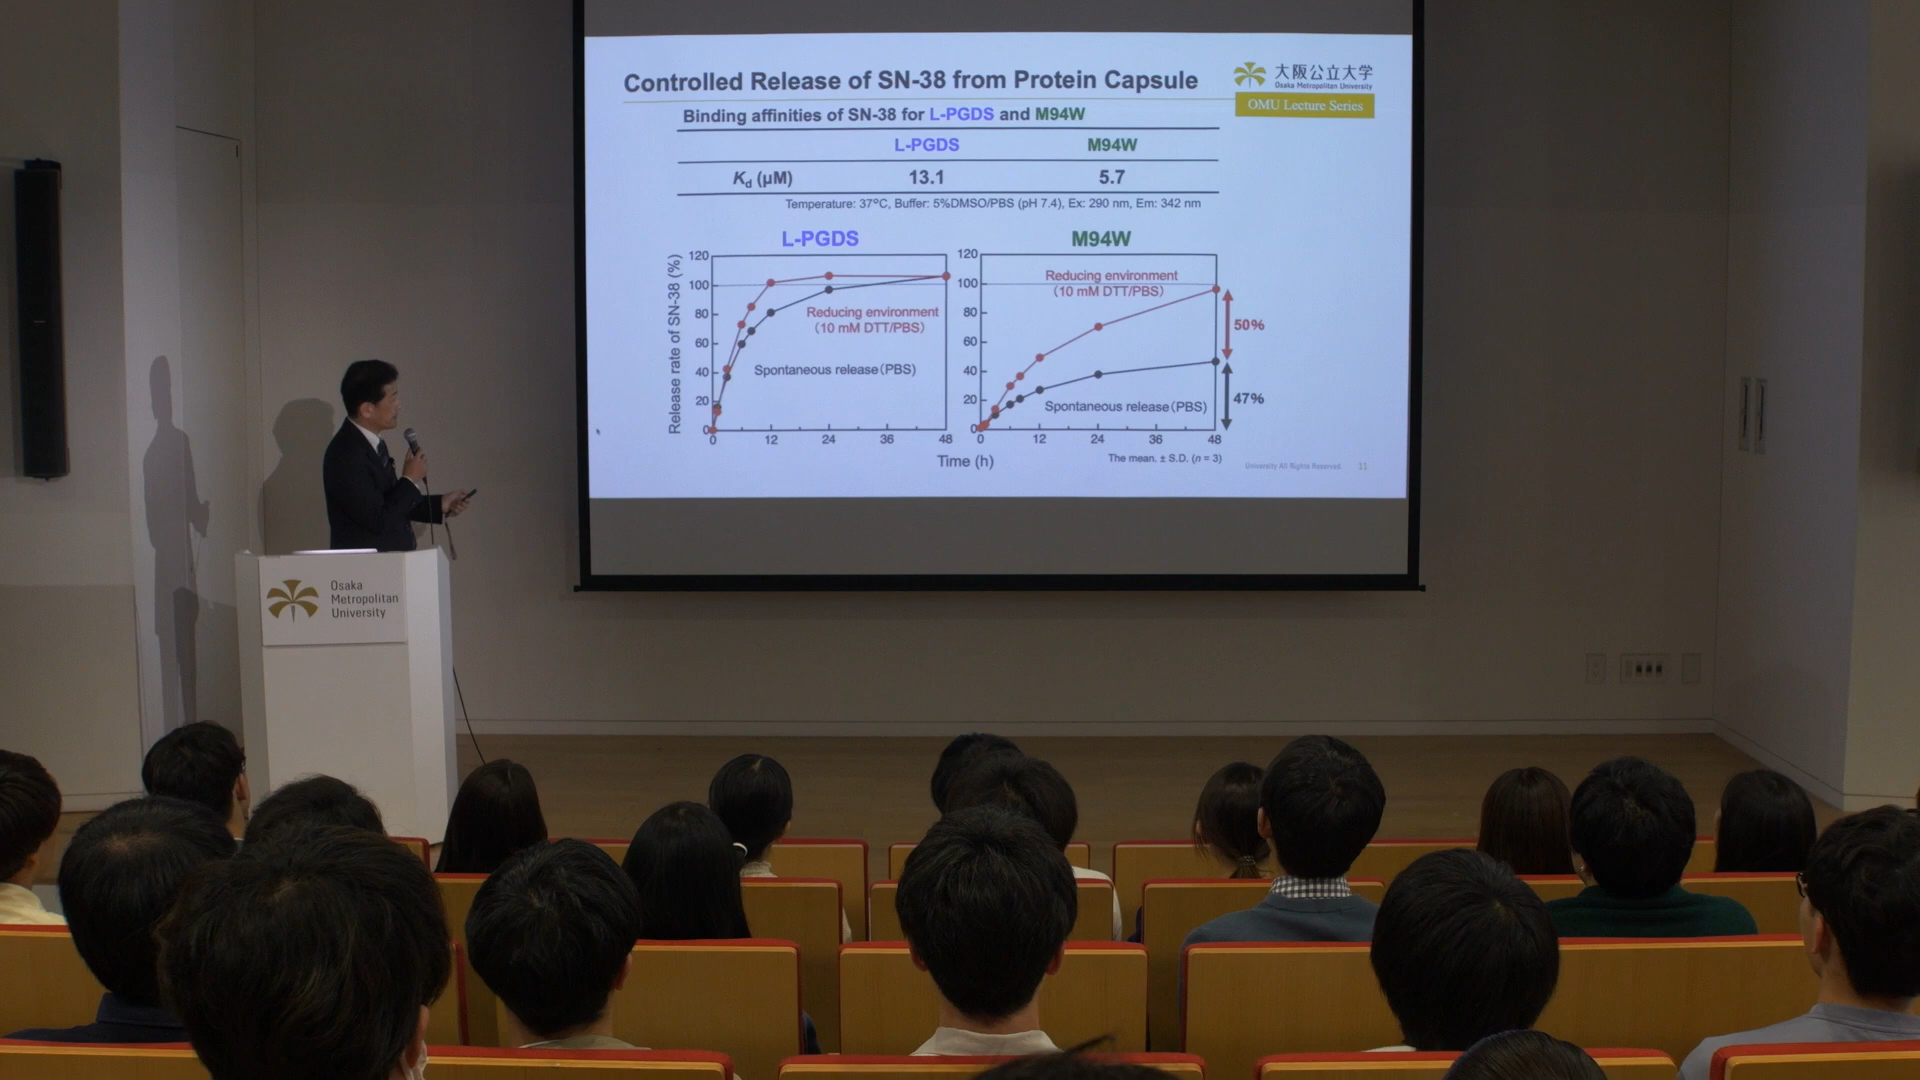 Controlled Release of SN-38 from Protein Capsule
大阪公立大学
Osaka Metropolitan University
OMU Lecture Series
Binding affinities of SN-38 for L-PGDS and M94W
L-PGDS M94W
Kd (μM) 13.1 5.7
Temperature: 37°C, Buffer: 5%DMSO/PBS (pH 7.4), Ex: 290 nm, Em: 342 nm
L-PGDS
Release rate of SN-38 (%)
120
100
80
60
40
20
0
0 12 24 36 48
Reducing environment
(10 mM DTT/PBS)
Spontaneous release(PBS)
M94W
120
100
80
60
40
20
0
0 12 24 36 48
Reducing environment
(10 mM DTT/PBS)
Spontaneous release(PBS)
50%
47%
Time (h)
The mean. ± S.D. (n = 3)
University All Rights Reserved.
11
Osaka
Metropolitan
University